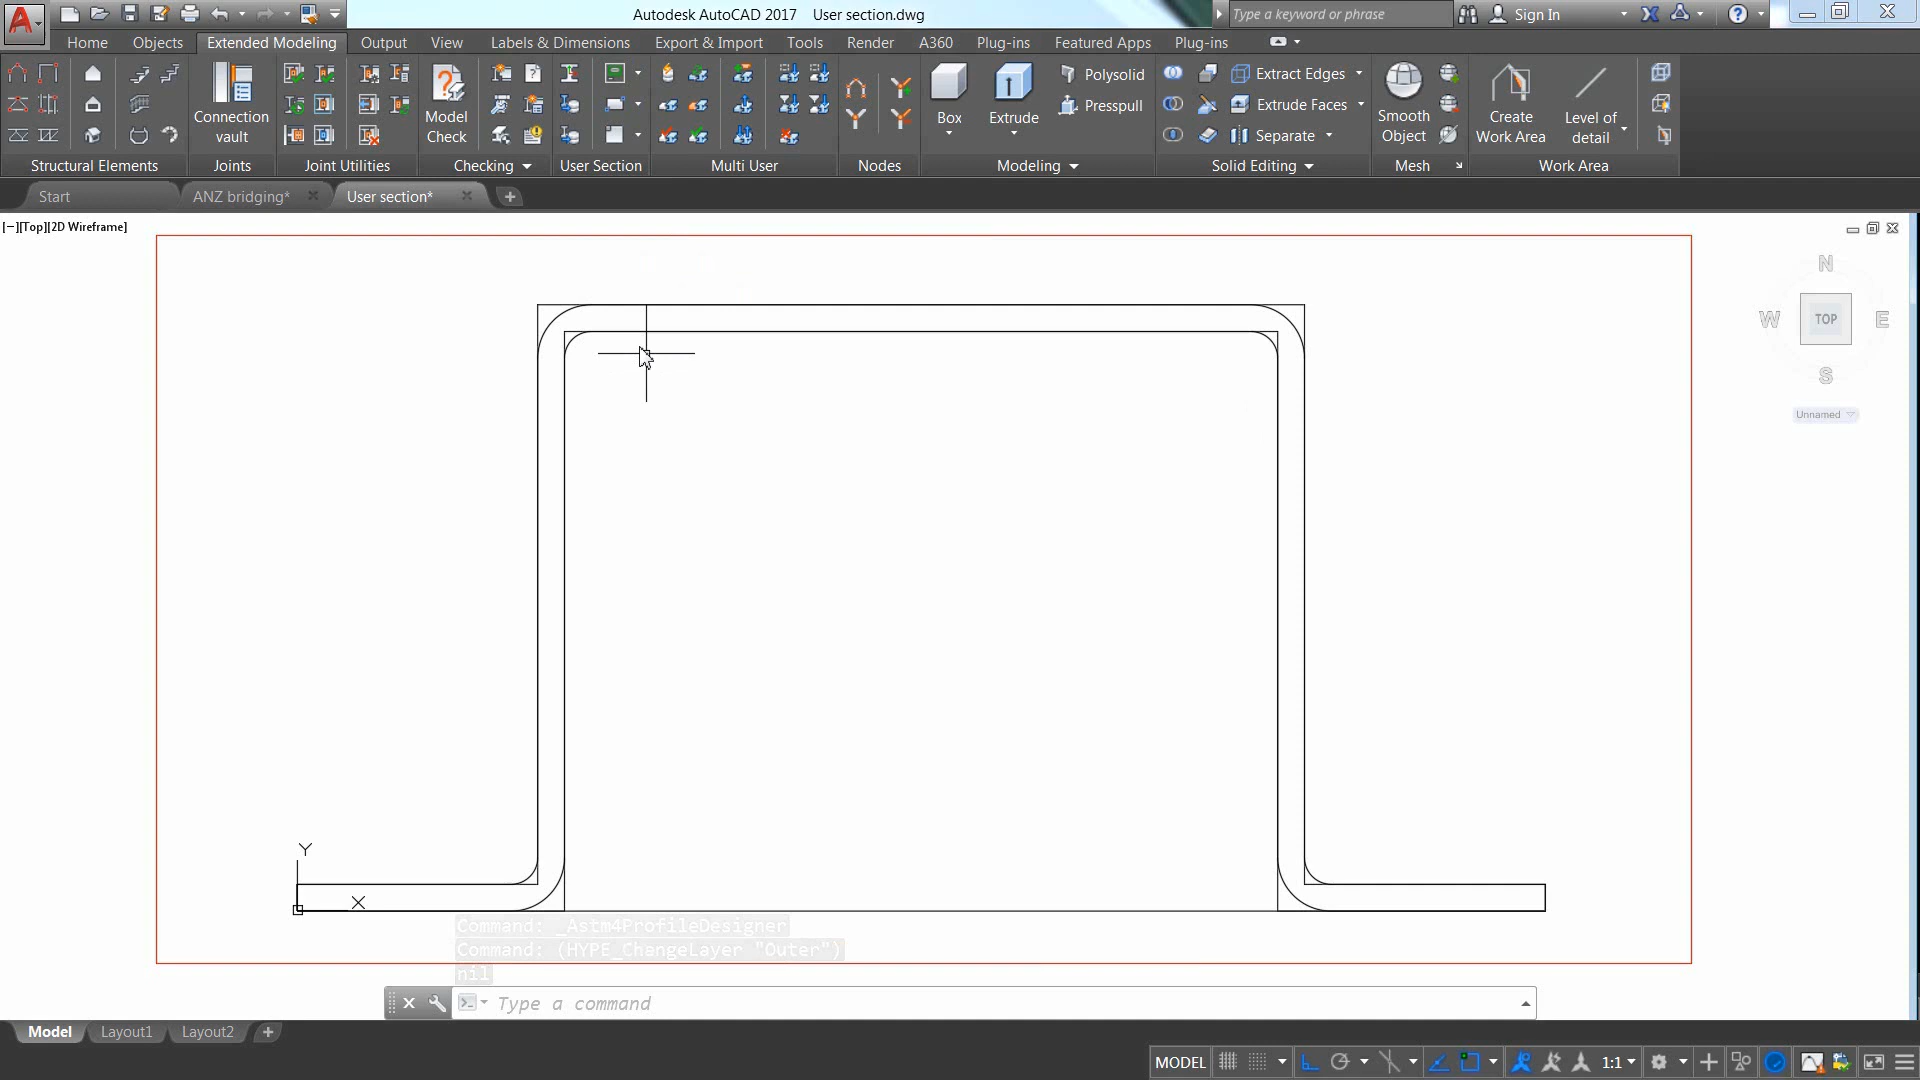 Autodesk AutoCAD 2017 User section.dwg
Type a keyword or phrase
Sign In
Home Objects Extended Modeling Output View Labels & Dimensions Export & Import Tools Render A360 Plug-ins Featured Apps Plug-ins
Connection vault
Model Check
Box
Extrude
Polysolid
Presspull
Extract Edges
Extrude Faces
Separate
Smooth Object
Create Work Area
Level of detail
Structural Elements Joints Joint Utilities Checking User Section Multi User Nodes Modeling Solid Editing Mesh Work Area
Start ANZ bridging* User section*
[−][Top][2D Wireframe]
N
W TOP E
S
Unnamed
Y
X
Command: _Astm4ProfileDesigner
Command: (HYPE_ChangeLayer "Outer")
nil
Type a command
Model Layout1 Layout2
MODEL 1:1